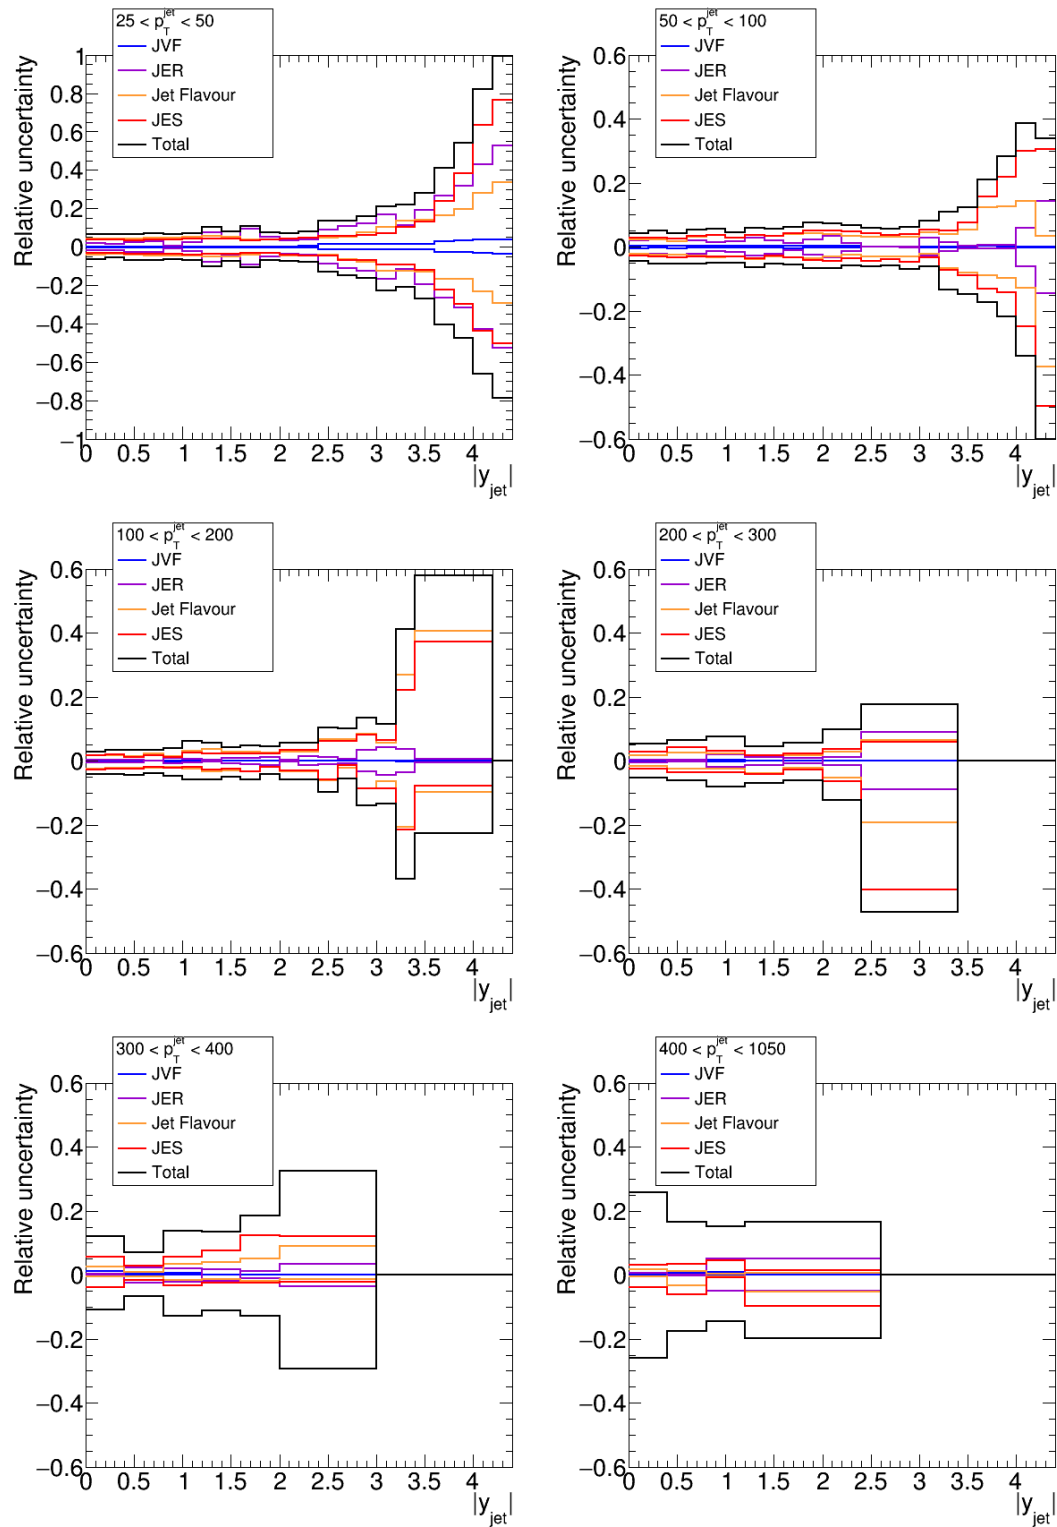 25 < p_T^jet < 50
JVF
JER
Jet Flavour
JES
Total
Relative uncertainty
1
0.8
0.6
0.4
0.2
0
−0.2
−0.4
−0.6
−0.8
−1
0 0.5 1 1.5 2 2.5 3 3.5 4
|y_jet|
50 < p_T^jet < 100
JVF
JER
Jet Flavour
JES
Total
Relative uncertainty
0.6
0.4
0.2
0
−0.2
−0.4
−0.6
0 0.5 1 1.5 2 2.5 3 3.5 4
|y_jet|
100 < p_T^jet < 200
JVF
JER
Jet Flavour
JES
Total
Relative uncertainty
0.6
0.4
0.2
0
−0.2
−0.4
−0.6
0 0.5 1 1.5 2 2.5 3 3.5 4
|y_jet|
200 < p_T^jet < 300
JVF
JER
Jet Flavour
JES
Total
Relative uncertainty
0.6
0.4
0.2
0
−0.2
−0.4
−0.6
0 0.5 1 1.5 2 2.5 3 3.5 4
|y_jet|
300 < p_T^jet < 400
JVF
JER
Jet Flavour
JES
Total
Relative uncertainty
0.6
0.4
0.2
0
−0.2
−0.4
−0.6
0 0.5 1 1.5 2 2.5 3 3.5 4
|y_jet|
400 < p_T^jet < 1050
JVF
JER
Jet Flavour
JES
Total
Relative uncertainty
0.6
0.4
0.2
0
−0.2
−0.4
−0.6
0 0.5 1 1.5 2 2.5 3 3.5 4
|y_jet|